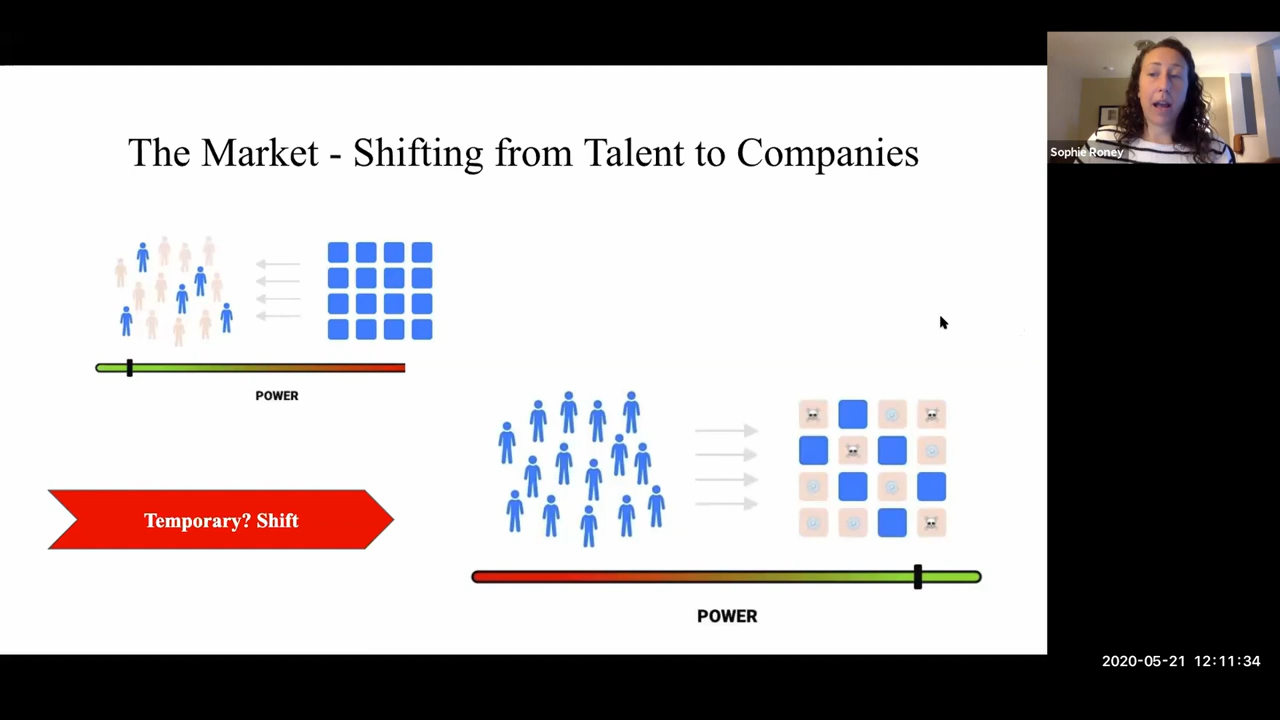 The Market - Shifting from Talent to Companies
Sophie Roney
POWER
Temporary? Shift
POWER
2020-05-21 12:11:34